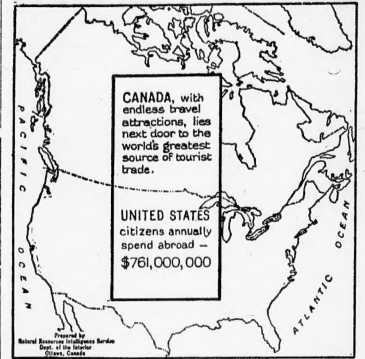 CANADA, with
endless travel
attractions, lies
next door to the
world's greatest
source of tourist
trade.
UNITED STATES
citizens annually
spend abroad —
$761,000,000
PACIFIC OCEAN
ATLANTIC OCEAN
Prepared by
Natural Resources Intelligence Service
Dept. of the Interior
Ottawa, Canada